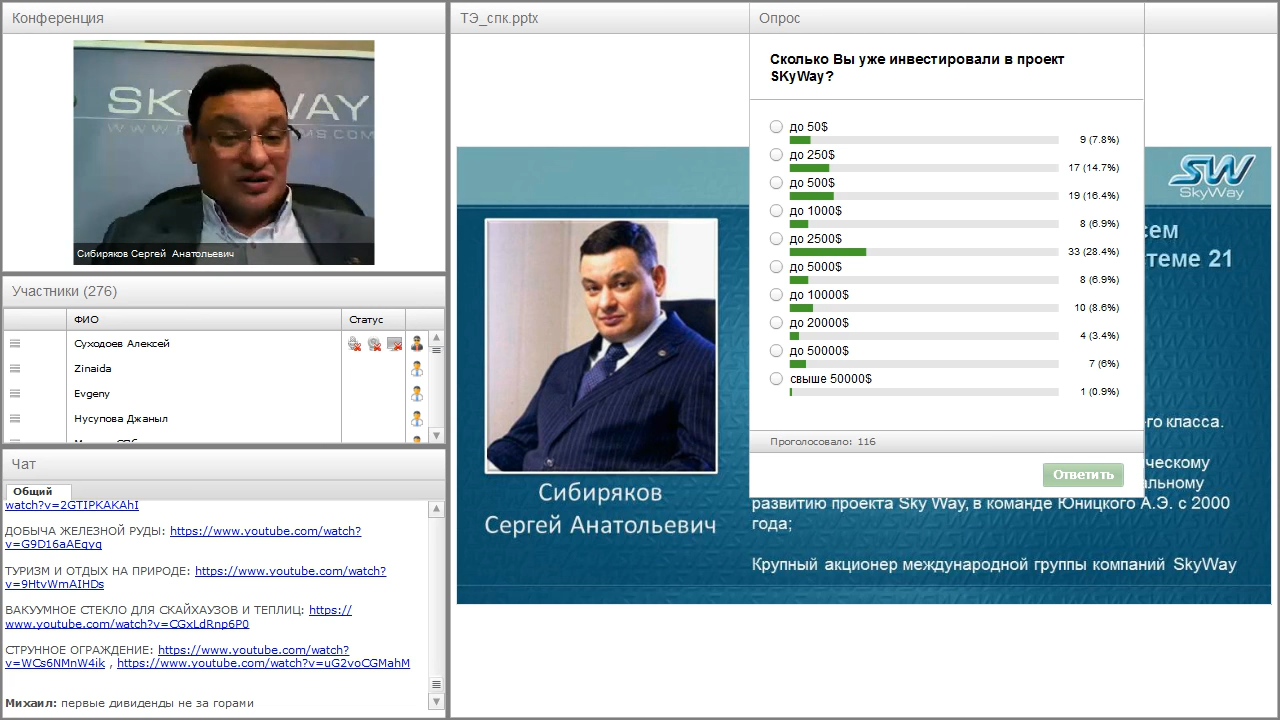 Конференция
SKYWAY
Сибиряков Сергей Анатольевич
Участники (276)
ФИО
Статус
Суходоев Алексей
Zinaida
Evgeny
Нусупова Джаныл
Чат
Общий
watch?v=2GTIPKAKAhI
ДОБЫЧА ЖЕЛЕЗНОЙ РУДЫ: https://www.youtube.com/watch?
v=G9D16aAEgvg
ТУРИЗМ И ОТДЫХ НА ПРИРОДЕ: https://www.youtube.com/watch?
v=9HtvWmAIHDs
ВАКУУМНОЕ СТЕКЛО ДЛЯ СКАЙХАУЗОВ И ТЕПЛИЦ: https://
www.youtube.com/watch?v=CGxLdRnp6P0
СТРУННОЕ ОГРАЖДЕНИЕ: https://www.youtube.com/watch?
v=WCs6NMnW4ik , https://www.youtube.com/watch?v=uG2voCGMahM
Михаил: первые дивиденды не за горами
ТЭ_спк.pptx
Опрос
Сколько Вы уже инвестировали в проект
SKyWay?
до 50$
9 (7.8%)
до 250$
17 (14.7%)
до 500$
19 (16.4%)
до 1000$
8 (6.9%)
до 2500$
33 (28.4%)
до 5000$
8 (6.9%)
до 10000$
10 (8.6%)
до 20000$
4 (3.4%)
до 50000$
7 (6%)
свыше 50000$
1 (0.9%)
Проголосовало: 116
Ответить
SW
SkyWay
сем
стеме 21
-го класса.
ческому
альному
развитию проекта Sky Way, в команде Юницкого А.Э. с 2000
года;
Крупный акционер международной группы компаний SkyWay
Сибиряков
Сергей Анатольевич